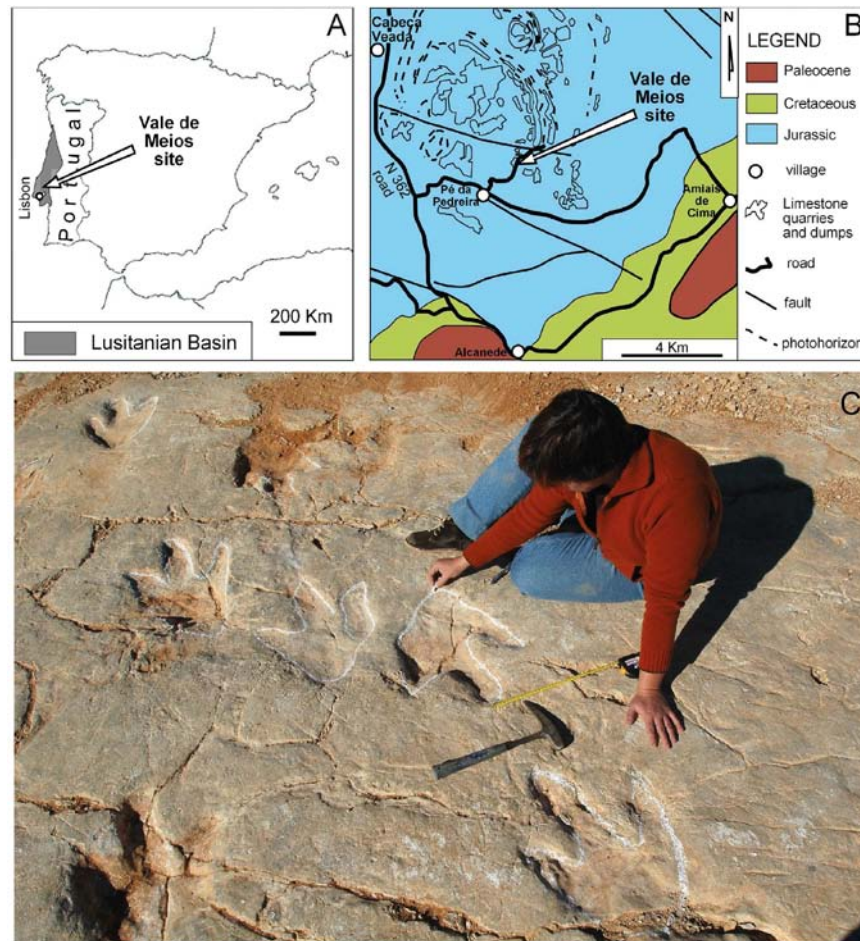 A
Vale de
Meios
site
Portugal
Lisbon
200 Km
Lusitanian Basin
B
N
Cabeça
Veada
Vale de
Meios
site
N 362
road
Pé da
Pedreira
Amiais
de
Cima
Alcanede
4 Km
LEGEND
Paleocene
Cretaceous
Jurassic
village
Limestone
quarries
and dumps
road
fault
photohorizon
C